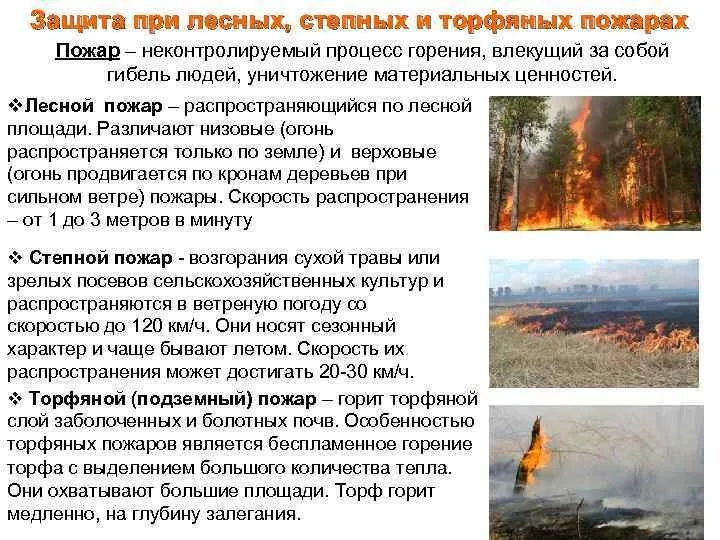 Защита при лесных, степных и торфяных пожарах
Пожар – неконтролируемый процесс горения, влекущий за собой
гибель людей, уничтожение материальных ценностей.
❖Лесной пожар – распространяющийся по лесной
площади. Различают низовые (огонь
распространяется только по земле) и верховые
(огонь продвигается по кронам деревьев при
сильном ветре) пожары. Скорость распространения
– от 1 до 3 метров в минуту
❖ Степной пожар - возгорания сухой травы или
зрелых посевов сельскохозяйственных культур и
распространяются в ветреную погоду со
скоростью до 120 км/ч. Они носят сезонный
характер и чаще бывают летом. Скорость их
распространения может достигать 20-30 км/ч.
❖ Торфяной (подземный) пожар – горит торфяной
слой заболоченных и болотных почв. Особенностью
торфяных пожаров является беспламенное горение
торфа с выделением большого количества тепла.
Они охватывают большие площади. Торф горит
медленно, на глубину залегания.